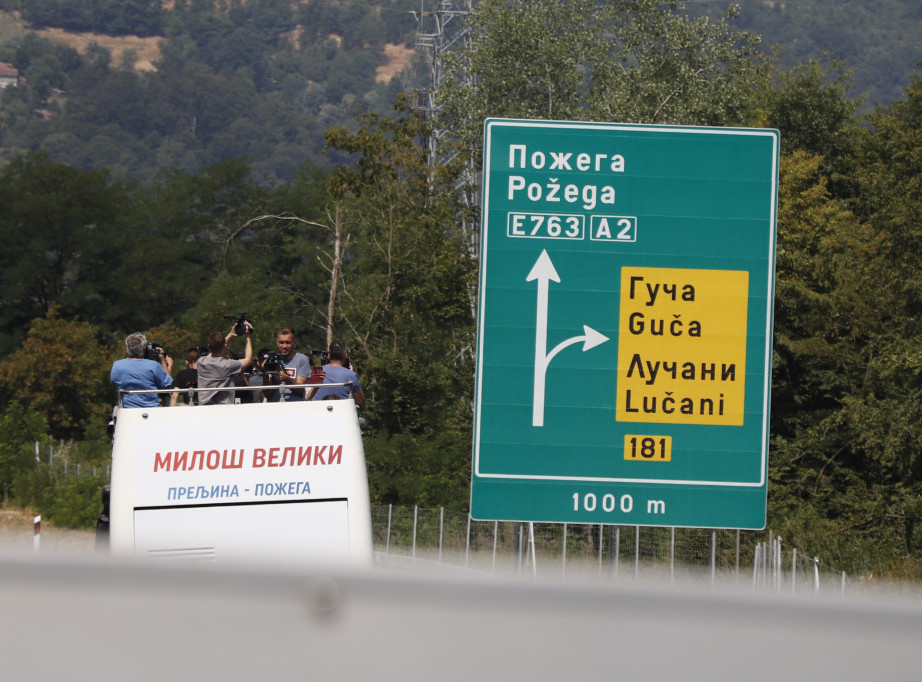 МИЛОШ ВЕЛИКИ
ПРЕЉИНА - ПОЖЕГА
Пожега
Požega
E763 A2
Гуча
Guča
Лучани
Lučani
181
1000 m